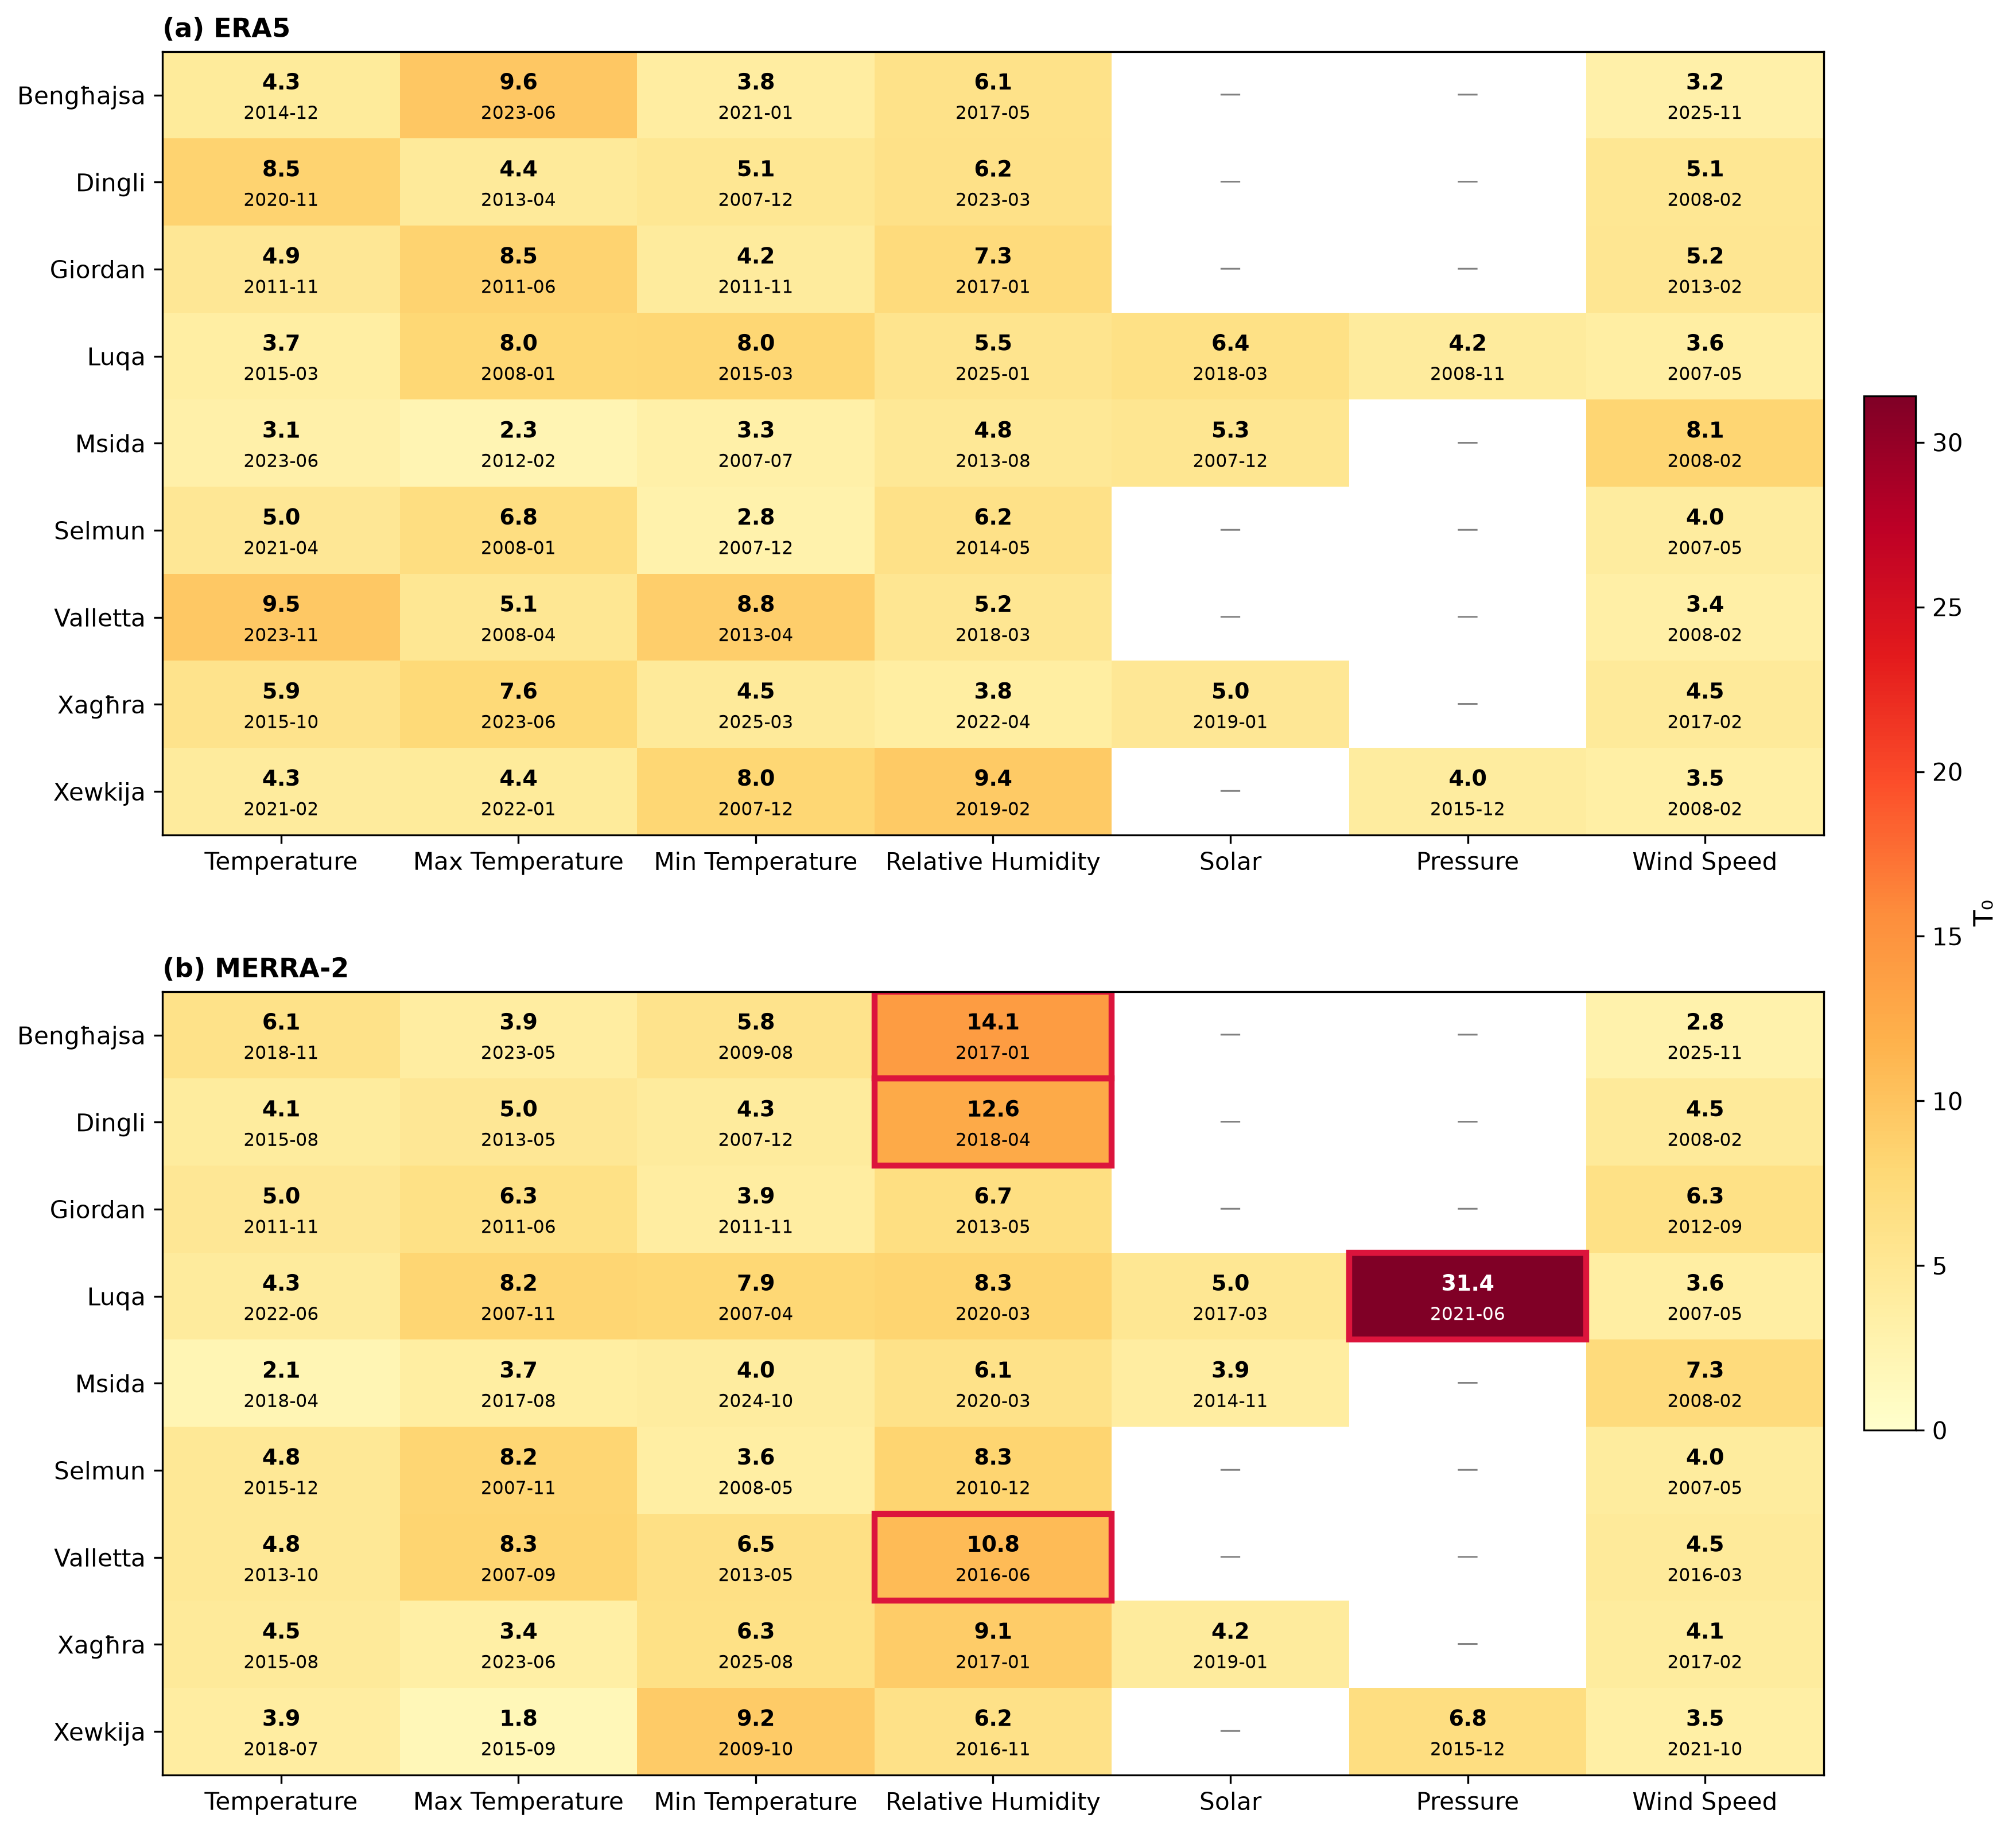 (a) ERA5
Bengħajsa 4.3 9.6 3.8 6.1 — — 3.2
2014-12 2023-06 2021-01 2017-05 2025-11
Dingli 8.5 4.4 5.1 6.2 — — 5.1
2020-11 2013-04 2007-12 2023-03 2008-02
Giordan 4.9 8.5 4.2 7.3 — — 5.2
2011-11 2011-06 2011-11 2017-01 2013-02
Luqa 3.7 8.0 8.0 5.5 6.4 4.2 3.6
2015-03 2008-01 2015-03 2025-01 2018-03 2008-11 2007-05
Msida 3.1 2.3 3.3 4.8 5.3 — 8.1
2023-06 2012-02 2007-07 2013-08 2007-12 2008-02
Selmun 5.0 6.8 2.8 6.2 — — 4.0
2021-04 2008-01 2007-12 2014-05 2007-05
Valletta 9.5 5.1 8.8 5.2 — — 3.4
2023-11 2008-04 2013-04 2018-03 2008-02
Xagħra 5.9 7.6 4.5 3.8 5.0 — 4.5
2015-10 2023-06 2025-03 2022-04 2019-01 2017-02
Xewkija 4.3 4.4 8.0 9.4 — 4.0 3.5
2021-02 2022-01 2007-12 2019-02 2015-12 2008-02
Temperature Max Temperature Min Temperature Relative Humidity Solar Pressure Wind Speed
(b) MERRA-2
Bengħajsa 6.1 3.9 5.8 14.1 — — 2.8
2018-11 2023-05 2009-08 2017-01 2025-11
Dingli 4.1 5.0 4.3 12.6 — — 4.5
2015-08 2013-05 2007-12 2018-04 2008-02
Giordan 5.0 6.3 3.9 6.7 — — 6.3
2011-11 2011-06 2011-11 2013-05 2012-09
Luqa 4.3 8.2 7.9 8.3 5.0 31.4 3.6
2022-06 2007-11 2007-04 2020-03 2017-03 2021-06 2007-05
Msida 2.1 3.7 4.0 6.1 3.9 — 7.3
2018-04 2017-08 2024-10 2020-03 2014-11 2008-02
Selmun 4.8 8.2 3.6 8.3 — — 4.0
2015-12 2007-11 2008-05 2010-12 2007-05
Valletta 4.8 8.3 6.5 10.8 — — 4.5
2013-10 2007-09 2013-05 2016-06 2016-03
Xagħra 4.5 3.4 6.3 9.1 4.2 — 4.1
2015-08 2023-06 2025-08 2017-01 2019-01 2017-02
Xewkija 3.9 1.8 9.2 6.2 — 6.8 3.5
2018-07 2015-09 2009-10 2016-11 2015-12 2021-10
Temperature Max Temperature Min Temperature Relative Humidity Solar Pressure Wind Speed
30
25
20
15
10
5
0
T₀